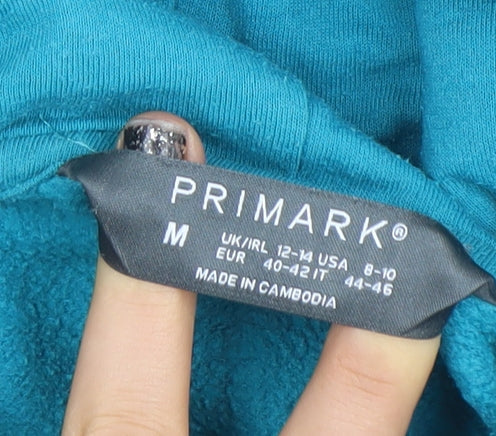 PRIMARK®
M
UK/IRL 12-14 USA 8-10
EUR 40-42 IT 44-46
MADE IN CAMBODIA